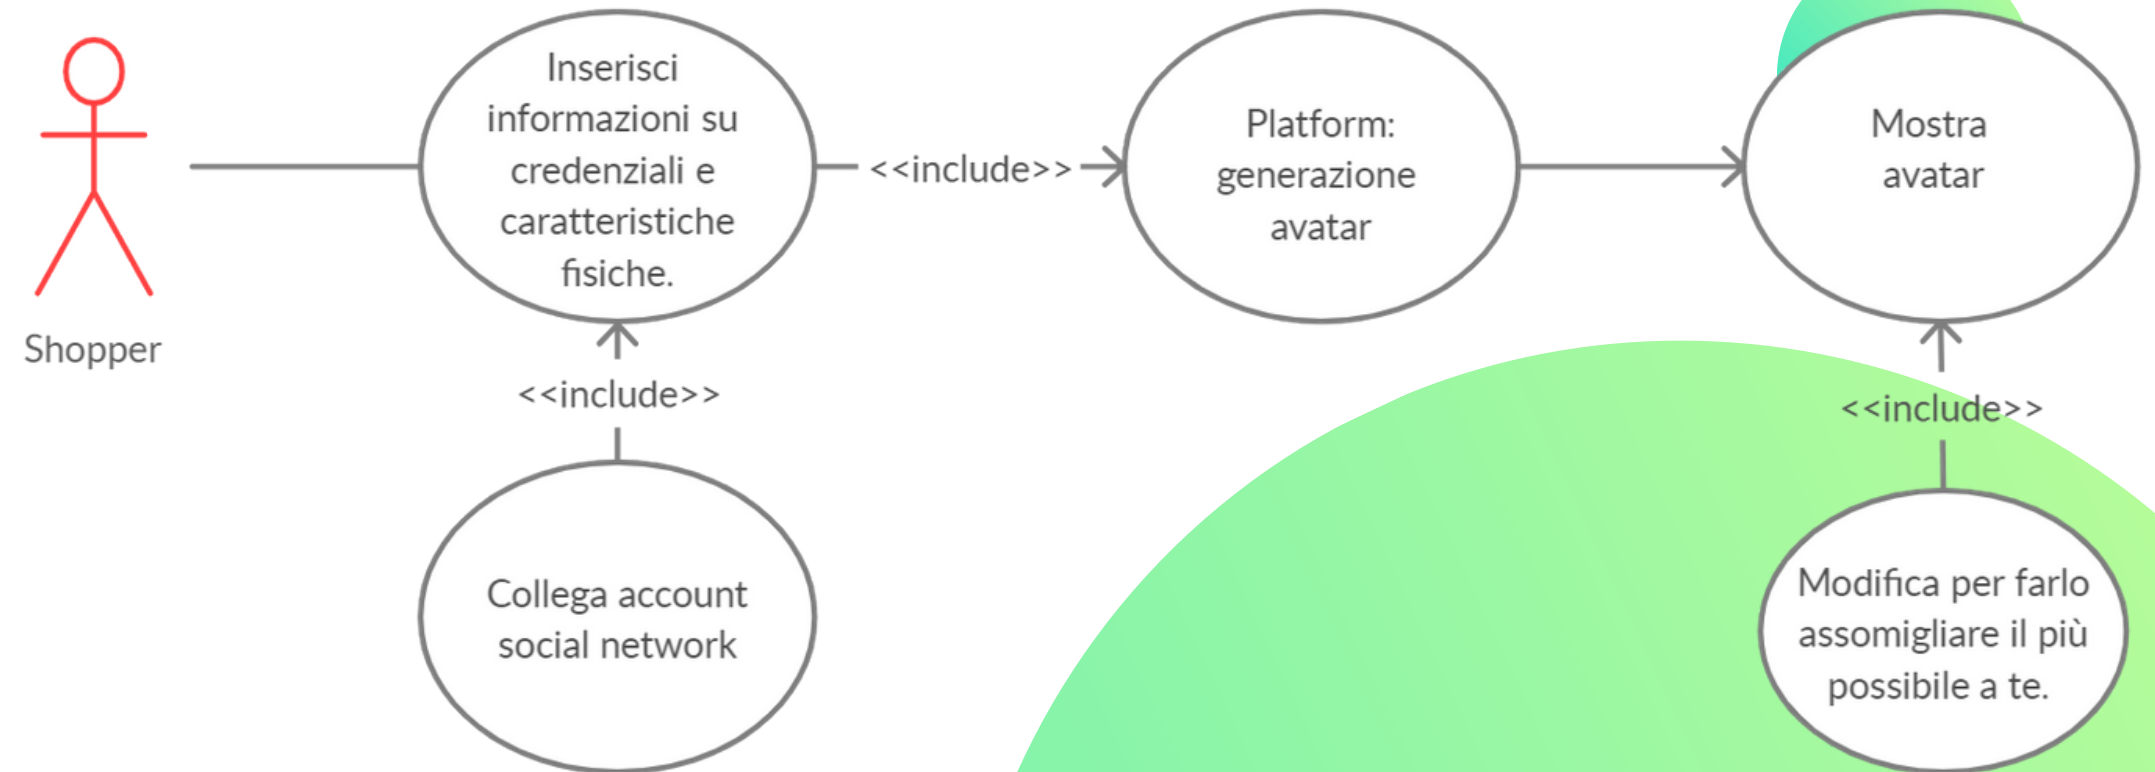 Inserisci
informazioni su
credenziali e
caratteristiche
fisiche.
<<include>>
Platform:
generazione
avatar
Mostra
avatar
Shopper
<<include>>
<<include>>
Collega account
social network
Modifica per farlo
assomigliare il più
possibile a te.